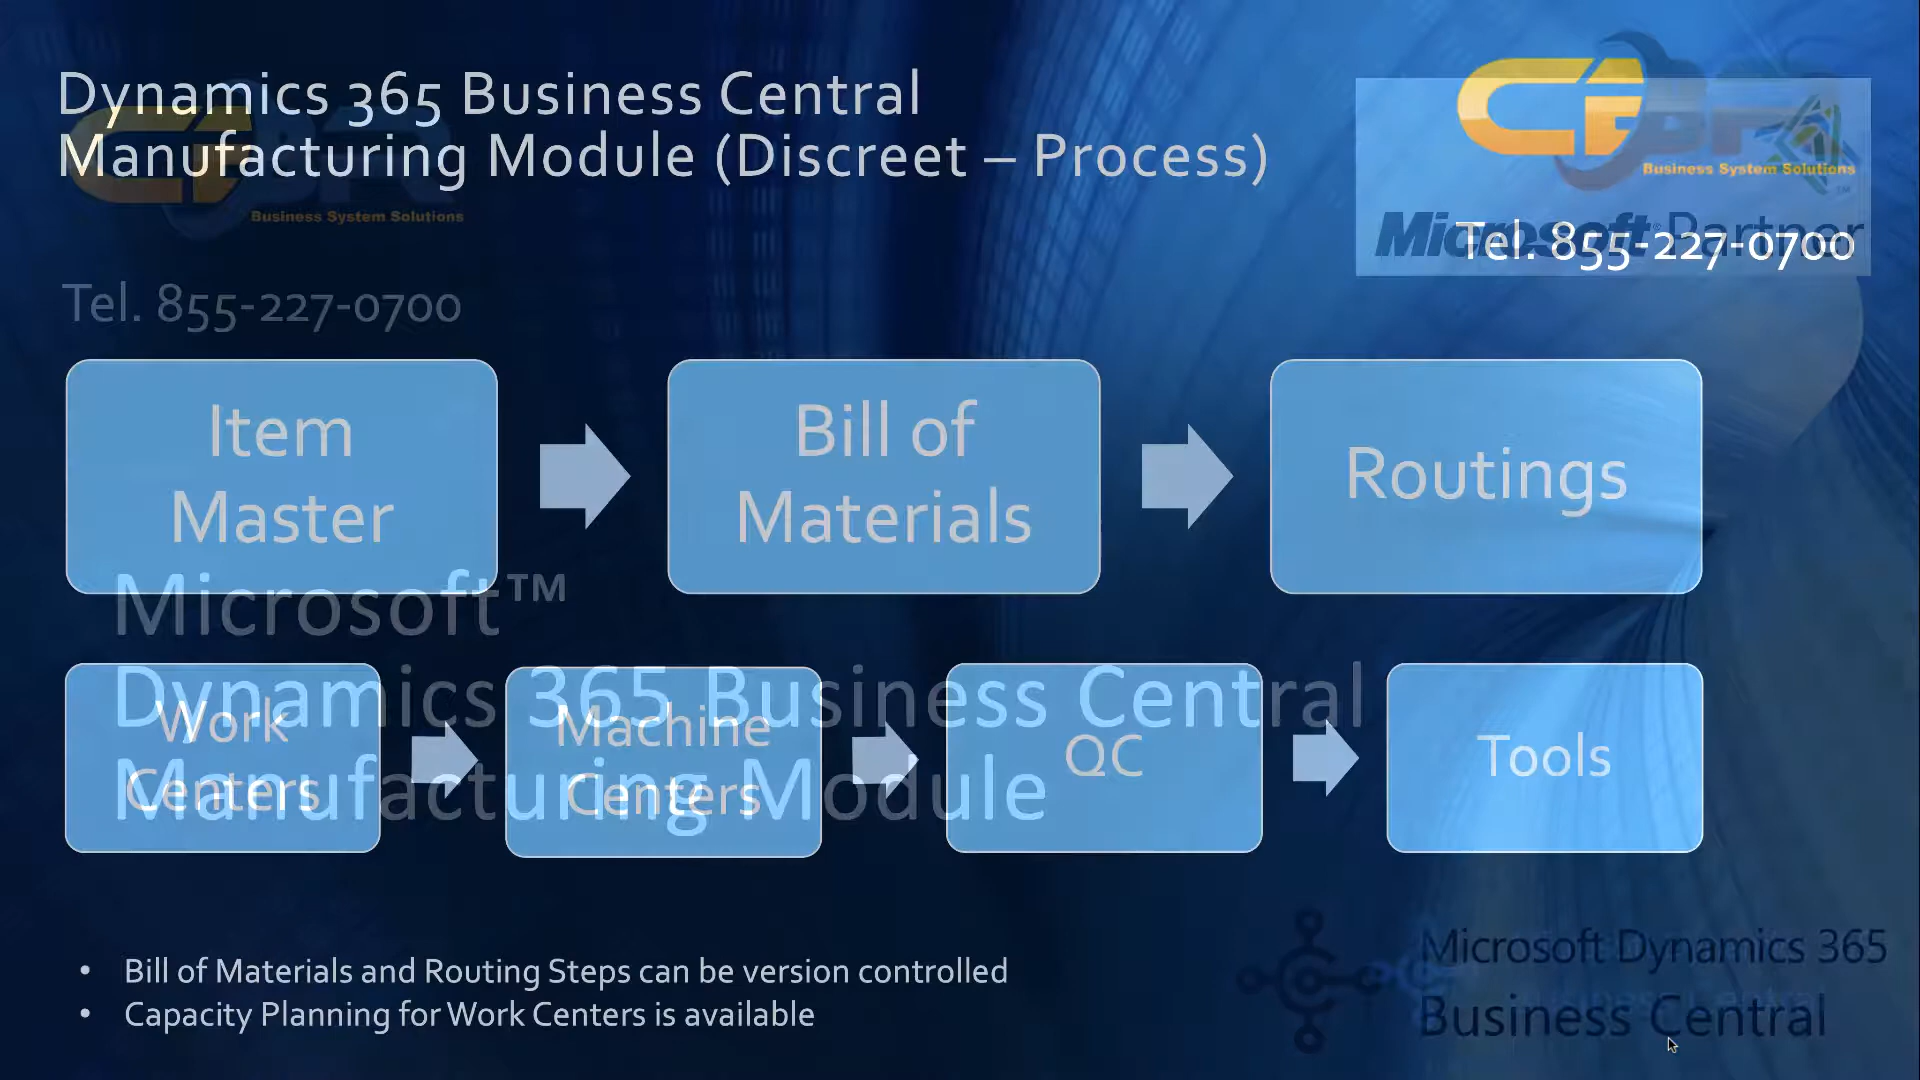 Dynamics 365 Business Central
Manufacturing Module (Discreet – Process)
Business System Solutions
Business System Solutions
Microsoft Partner
Tel. 855-227-0700
Tel. 855-227-0700
Item
Master
Bill of
Materials
Routings
Microsoft™
Dynamics 365 Business Central
Manufacturing Module
Work
Centers
Machine
Centers
QC
Tools
Bill of Materials and Routing Steps can be version controlled
Capacity Planning for Work Centers is available
Microsoft Dynamics 365
Business Central